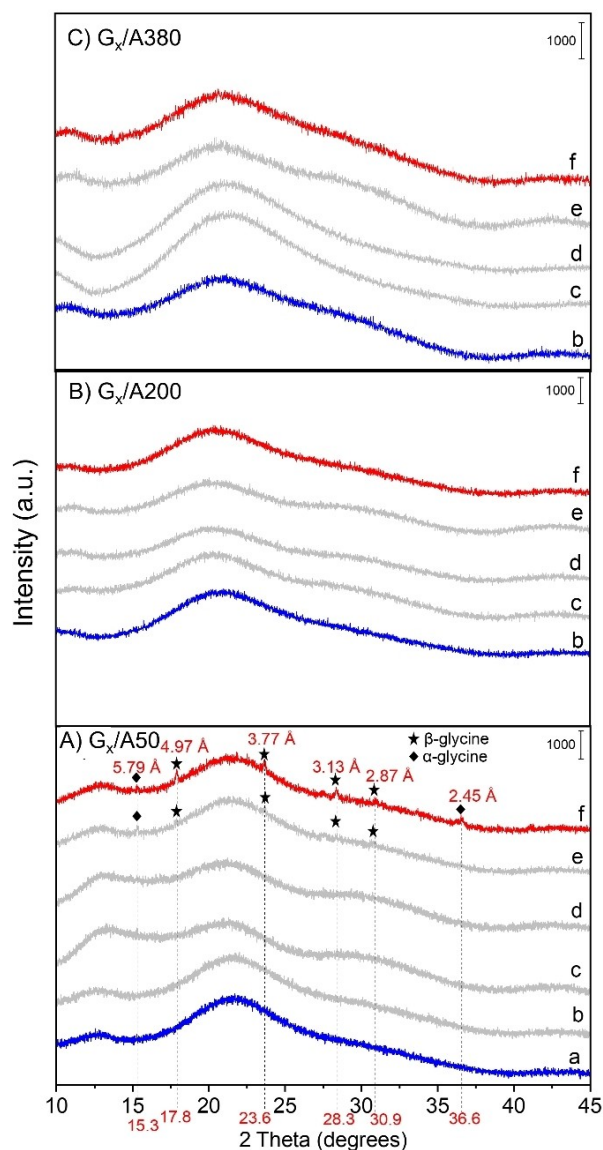 C) Gₓ/A380
1000
f
e
d
c
b
B) Gₓ/A200
1000
f
e
d
c
b
Intensity (a.u.)
A) Gₓ/A50
1000
★ β-glycine
◆ α-glycine
5.79 Å
4.97 Å
3.77 Å
3.13 Å
2.87 Å
2.45 Å
f
e
d
c
b
a
10 15 20 25 30 35 40 45
15.3 17.8 23.6 28.3 30.9 36.6
2 Theta (degrees)